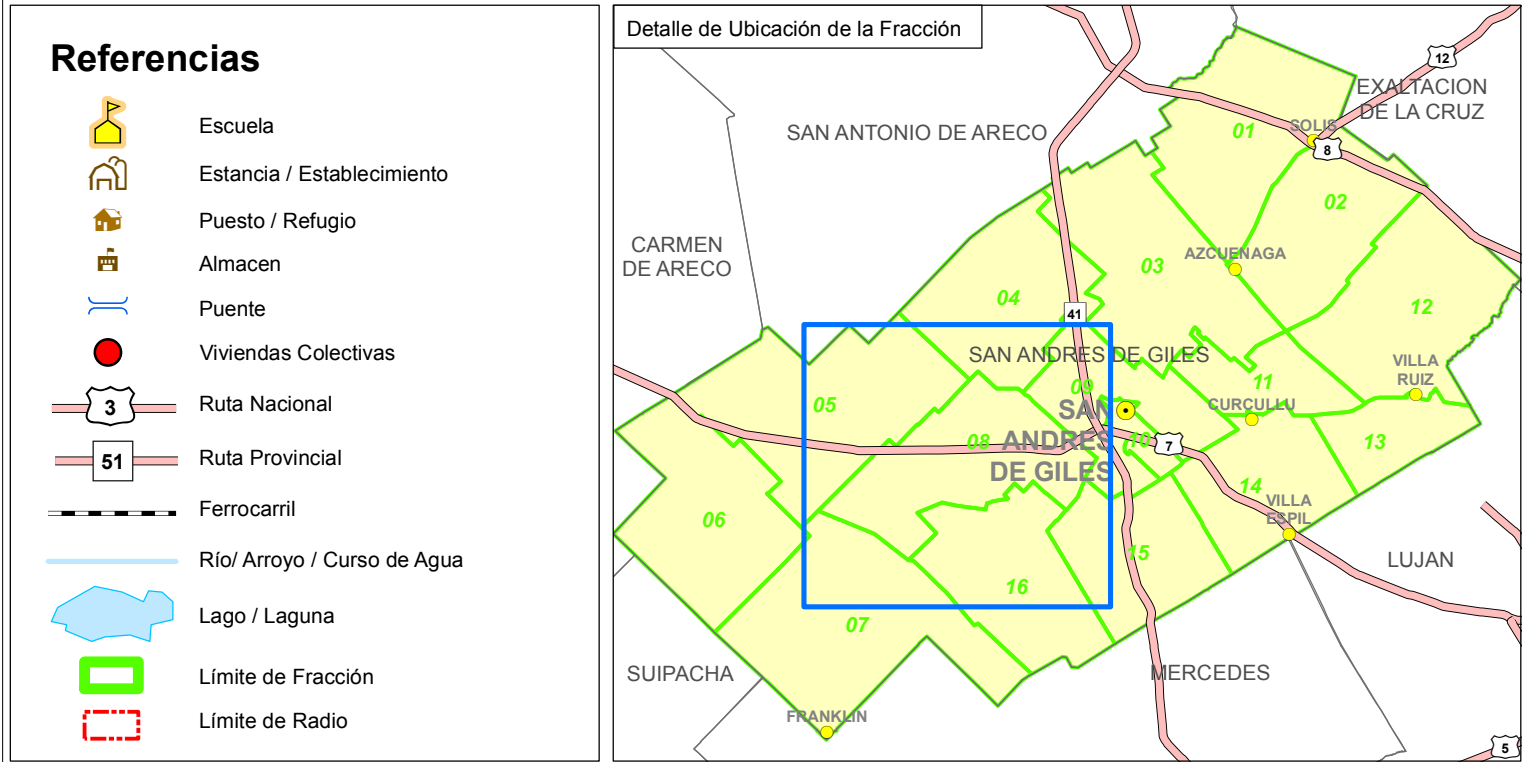 Referencias
Escuela
Estancia / Establecimiento
Puesto / Refugio
Almacen
Puente
Viviendas Colectivas
3
Ruta Nacional
51
Ruta Provincial
Ferrocarril
Río/ Arroyo / Curso de Agua
Lago / Laguna
Límite de Fracción
Límite de Radio
Detalle de Ubicación de la Fracción
12
EXALTACION
DE LA CRUZ
SAN ANTONIO DE ARECO
01
SOLIS
8
02
CARMEN
DE ARECO
03
AZCUENAGA
04
12
41
SAN ANDRES DE GILES
VILLA
RUIZ
05
09
11
CURCULLU
SAN
ANDRES
DE GILES
08
10
7
13
14
VILLA
ESPIL
06
15
LUJAN
16
07
SUIPACHA
MERCEDES
FRANKLIN
5